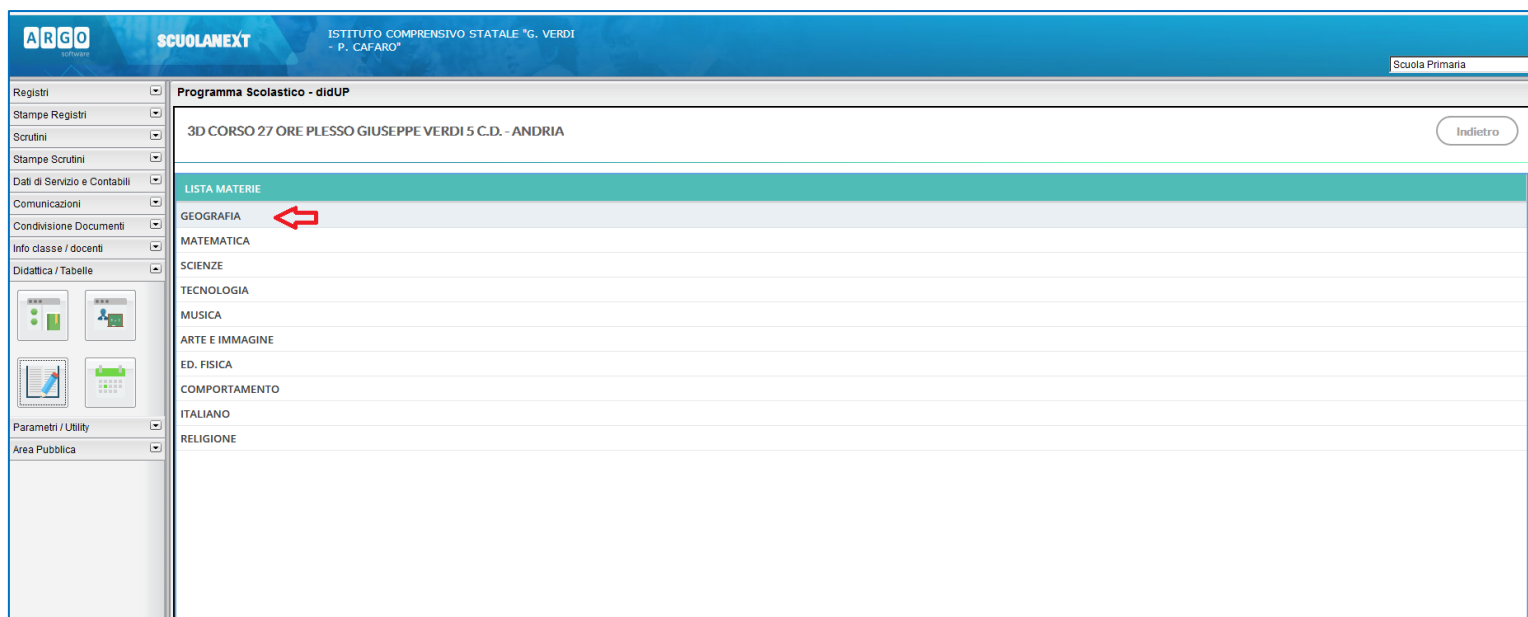 ARGO
software
SCUOLANEXT
ISTITUTO COMPRENSIVO STATALE "G. VERDI
- P. CAFARO"
Scuola Primaria
Registri
Stampe Registri
Scrutini
Stampe Scrutini
Dati di Servizio e Contabili
Comunicazioni
Condivisione Documenti
Info classe / docenti
Didattica / Tabelle
Parametri / Utility
Area Pubblica
Programma Scolastico - didUP
3D CORSO 27 ORE PLESSO GIUSEPPE VERDI 5 C.D. - ANDRIA
Indietro
LISTA MATERIE
GEOGRAFIA
MATEMATICA
SCIENZE
TECNOLOGIA
MUSICA
ARTE E IMMAGINE
ED. FISICA
COMPORTAMENTO
ITALIANO
RELIGIONE